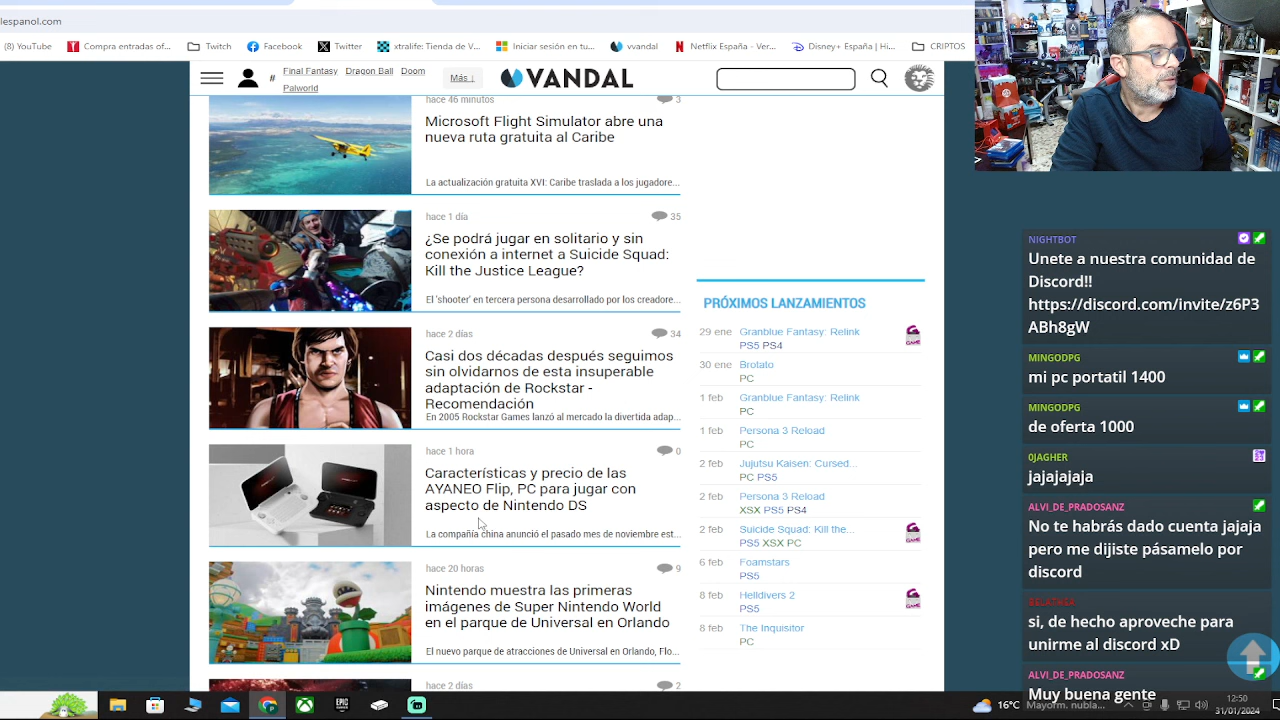 lespanol.com
(8) YouTube
Compra entradas of...
Twitch
Facebook
Twitter
xtralife: Tienda de V...
Iniciar sesión en tu...
vvandal
Netflix España - Ver...
Disney+ España | Hi...
CRIPTOS
# Final Fantasy Dragon Ball Doom
Palworld
Más ↓
VANDAL
hace 46 minutos 3
Microsoft Flight Simulator abre una
nueva ruta gratuita al Caribe
La actualización gratuita XVI: Caribe traslada a los jugadore...
hace 1 día 35
¿Se podrá jugar en solitario y sin
conexión a internet a Suicide Squad:
Kill the Justice League?
El 'shooter' en tercera persona desarrollado por los creadore...
hace 2 días 34
Casi dos décadas después seguimos
sin olvidarnos de esta insuperable
adaptación de Rockstar -
Recomendación
En 2005 Rockstar Games lanzó al mercado la divertida adap...
hace 1 hora 0
Características y precio de las
AYANEO Flip, PC para jugar con
aspecto de Nintendo DS
La compañía china anunció el pasado mes de noviembre est...
hace 20 horas 9
Nintendo muestra las primeras
imágenes de Super Nintendo World
en el parque de Universal en Orlando
El nuevo parque de atracciones de Universal en Orlando, Flo...
hace 2 días 2
PRÓXIMOS LANZAMIENTOS
29 ene Granblue Fantasy: Relink
PS5 PS4
30 ene Brotato
PC
1 feb Granblue Fantasy: Relink
PC
1 feb Persona 3 Reload
PC
2 feb Jujutsu Kaisen: Cursed...
PC PS5
2 feb Persona 3 Reload
XSX PS5 PS4
2 feb Suicide Squad: Kill the...
PS5 XSX PC
6 feb Foamstars
PS5
8 feb Helldivers 2
PS5
8 feb The Inquisitor
PC
NIGHTBOT
Unete a nuestra comunidad de
Discord!!
https://discord.com/invite/z6P3
ABh8gW
MINGODPG
mi pc portatil 1400
MINGODPG
de oferta 1000
0JAGHER
jajajajaja
ALVI_DE_PRADOSANZ
No te habrás dado cuenta jajaja
pero me dijiste pásamelo por
discord
BELATHER
si, de hecho aproveche para
unirme al discord xD
ALVI_DE_PRADOSANZ
Muy buena gente
EPIC
16°C Mayorm. nubla...
12:50
31/01/2024